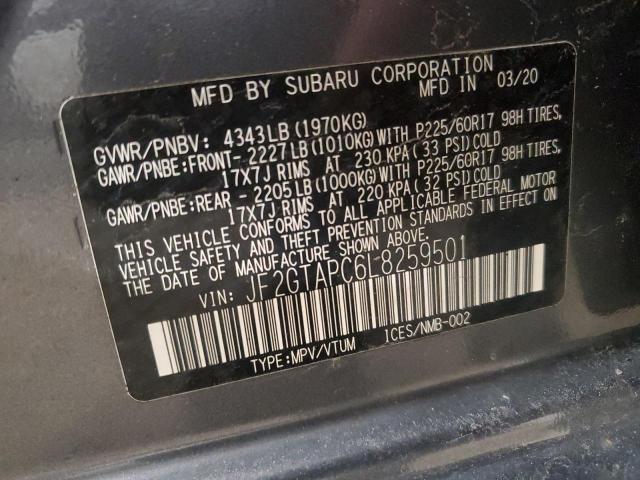 MFD BY SUBARU CORPORATION
MFD. IN 03/20
GVWR/PNBV: 4343LB(1970KG)
GAWR/PNBE:FRONT-2227LB(1010KG)WITH P225/60R17 98H TIRES,
17X7J RIMS AT 230 KPA(33 PSI)COLD
GAWR/PNBE:REAR -2205LB(1000KG)WITH P225/60R17 98H TIRES,
17X7J RIMS AT 220 KPA(32 PSI)COLD
THIS VEHICLE CONFORMS TO ALL APPLICABLE FEDERAL MOTOR
VEHICLE SAFETY AND THEFT PREVENTION STANDARDS IN EFFECT ON
THE DATE OF MANUFACTURE SHOWN ABOVE.
VIN: JF2GTAPC6L8259501
TYPE:MPV/VTUM ICES/NMB-002